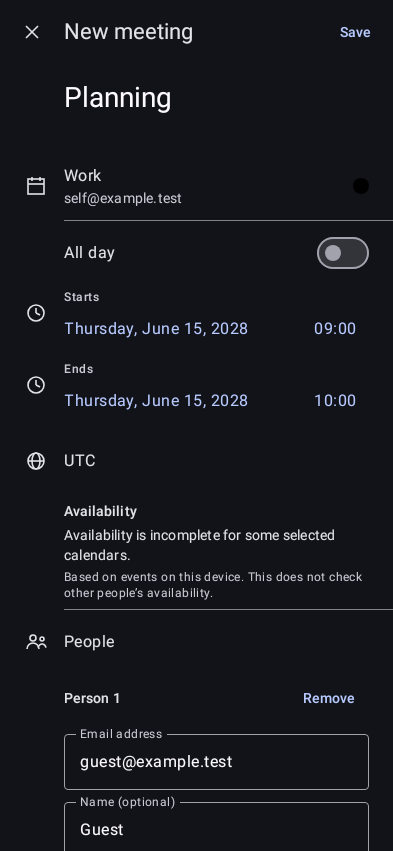 New meeting
Save
Planning
Work
self@example.test
All day
Starts
Thursday, June 15, 2028
09:00
Ends
Thursday, June 15, 2028
10:00
UTC
Availability
Availability is incomplete for some selected
calendars.
Based on events on this device. This does not check
other people’s availability.
People
Person 1
Remove
Email address
guest@example.test
Name (optional)
Guest